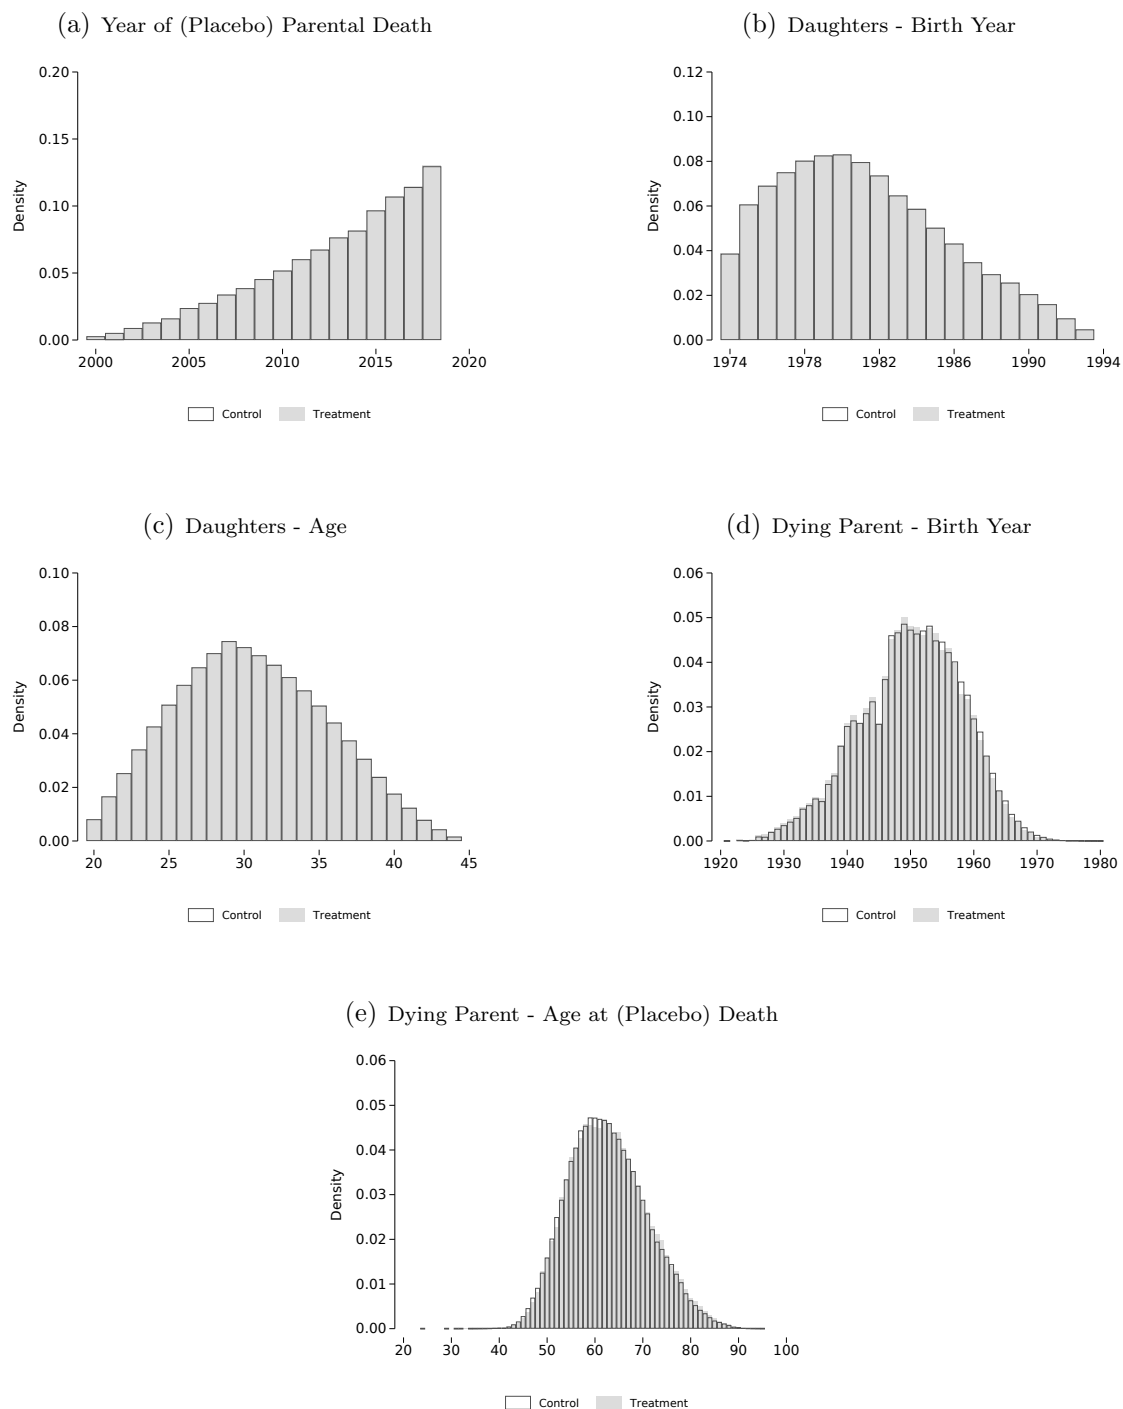 (a) Year of (Placebo) Parental Death
0.20
0.15
0.10
0.05
0.00
Density
2000 2005 2010 2015 2020
Control Treatment
(b) Daughters - Birth Year
0.12
0.10
0.08
0.06
0.04
0.02
0.00
Density
1974 1978 1982 1986 1990 1994
Control Treatment
(c) Daughters - Age
0.10
0.08
0.06
0.04
0.02
0.00
Density
20 25 30 35 40 45
Control Treatment
(d) Dying Parent - Birth Year
0.06
0.05
0.04
0.03
0.02
0.01
0.00
Density
1920 1930 1940 1950 1960 1970 1980
Control Treatment
(e) Dying Parent - Age at (Placebo) Death
0.06
0.05
0.04
0.03
0.02
0.01
0.00
Density
20 30 40 50 60 70 80 90 100
Control Treatment